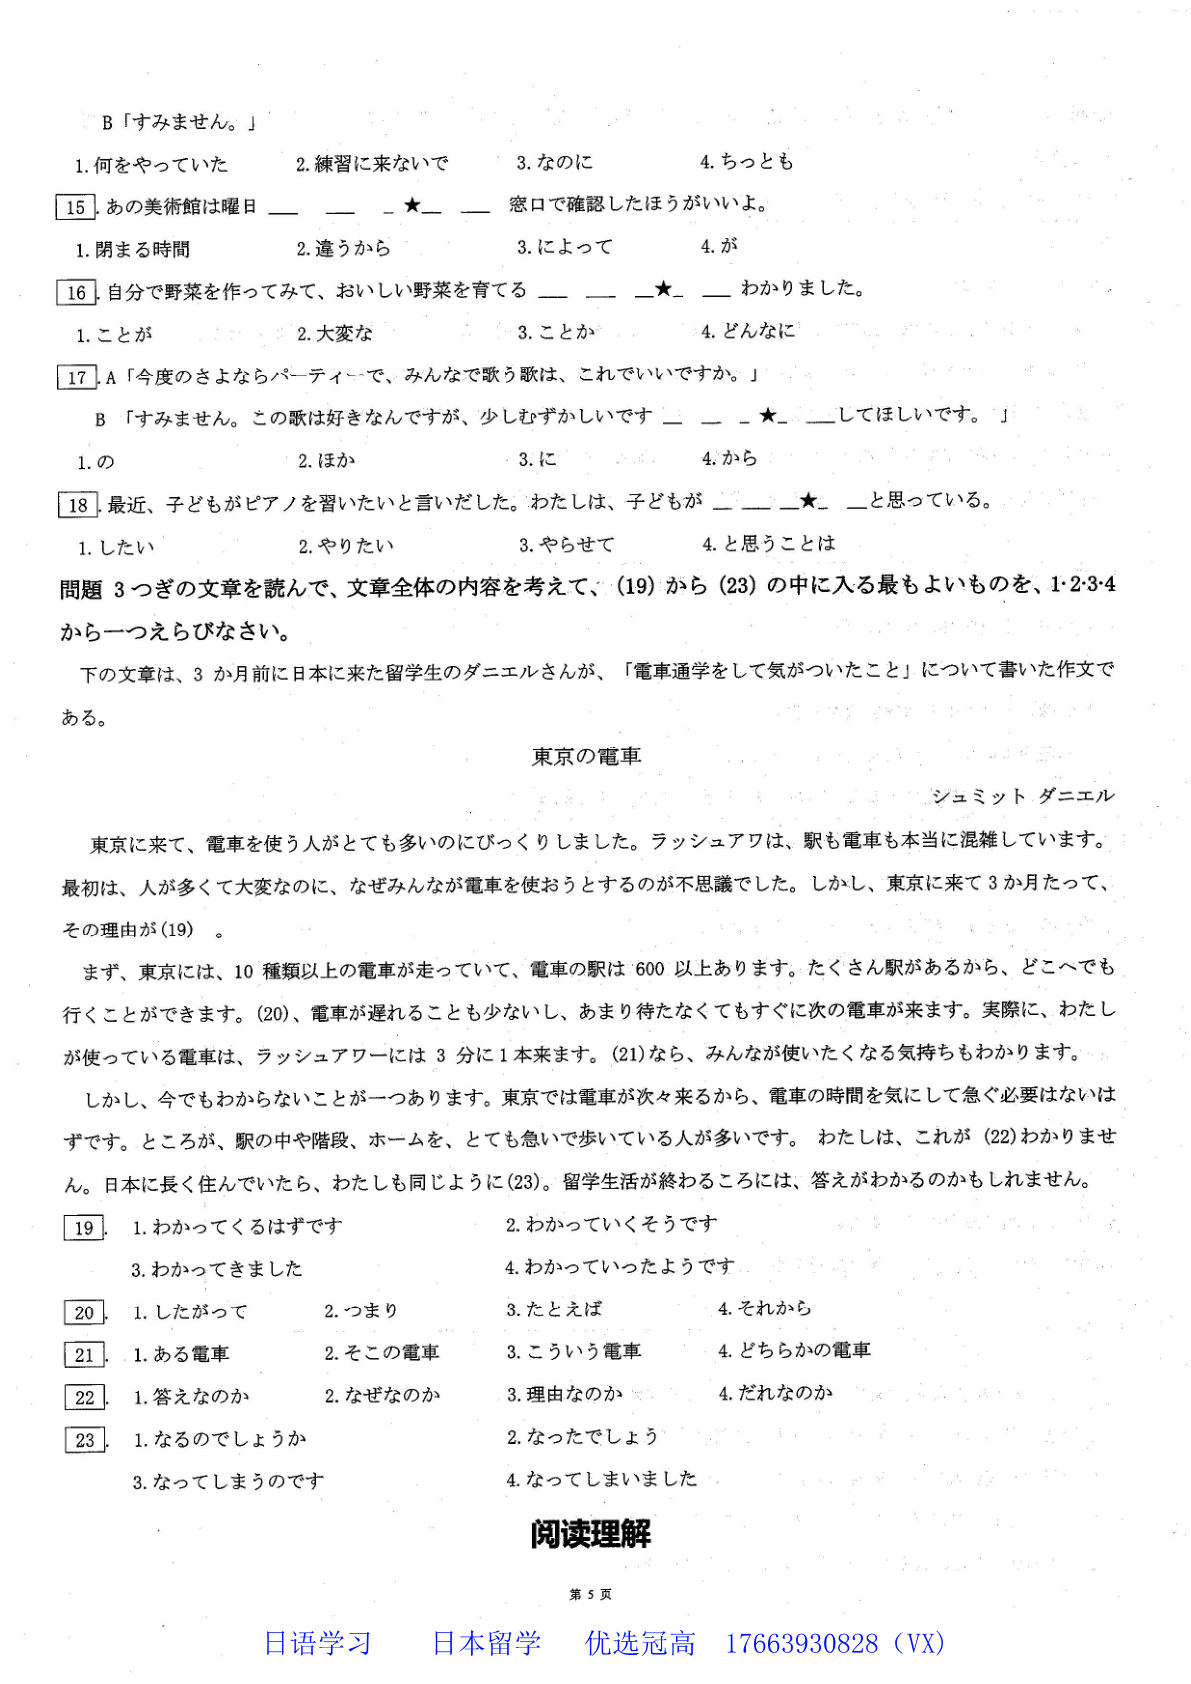 B「すみません。」
1.何をやっていた 2.練習に来ないで 3.なのに 4.ちっとも
15.あの美術館は曜日 ___ ___ _★__ ___ 窓口で確認したほうがいいよ。
1.閉まる時間 2.違うから 3.によって 4.が
16.自分で野菜を作ってみて、おいしい野菜を育てる ___ ___ __★_ ___ わかりました。
1.ことが 2.大変な 3.ことか 4.どんなに
17.A「今度のさよならパーティーで、みんなで歌う歌は、これでいいですか。」
B 「すみません。この歌は好きなんですが、少しむずかしいです __ __ _★_ ___してほしいです。 」
1.の 2.ほか 3.に 4.から
18.最近、子どもがピアノを習いたいと言いだした。わたしは、子どもが __ ___ __★_ __と思っている。
1.したい 2.やりたい 3.やらせて 4.と思うことは
問題 3つぎの文章を読んで、文章全体の内容を考えて、(19)から(23)の中に入る最もよいものを、1·2·3·4
から一つえらびなさい。
下の文章は、3 か月前に日本に来た留学生のダニエルさんが、「電車通学をして気がついたこと」について書いた作文で
ある。
東京の電車
シュミット ダニエル
東京に来て、電車を使う人がとても多いのにびっくりしました。ラッシュアワは、駅も電車も本当に混雑しています。
最初は、人が多くて大変なのに、なぜみんなが電車を使おうとするのが不思議でした。しかし、東京に来て3か月たって、
その理由が(19) 。
まず、東京には、10 種類以上の電車が走っていて、電車の駅は 600 以上あります。たくさん駅があるから、どこへでも
行くことができます。(20)、電車が遅れることも少ないし、あまり待たなくてもすぐに次の電車が来ます。実際に、わたし
が使っている電車は、ラッシュアワーには 3 分に1本来ます。(21)なら、みんなが使いたくなる気持ちもわかります。
しかし、今でもわからないことが一つあります。東京では電車が次々来るから、電車の時間を気にして急ぐ必要はないは
ずです。ところが、駅の中や階段、ホームを、とても急いで歩いている人が多いです。 わたしは、これが (22)わかりませ
ん。日本に長く住んでいたら、わたしも同じように(23)。留学生活が終わるころには、答えがわかるのかもしれません。
19. 1.わかってくるはずです 2.わかっていくそうです
3.わかってきました 4.わかっていったようです
20. 1.したがって 2.つまり 3.たとえば 4.それから
21. 1.ある電車 2.そこの電車 3.こういう電車 4.どちらかの電車
22. 1.答えなのか 2.なぜなのか 3.理由なのか 4.だれなのか
23. 1.なるのでしょうか 2.なったでしょう
3.なってしまうのです 4.なってしまいました
阅读理解
第 5 页
日语学习 日本留学 优选冠高 17663930828（VX）